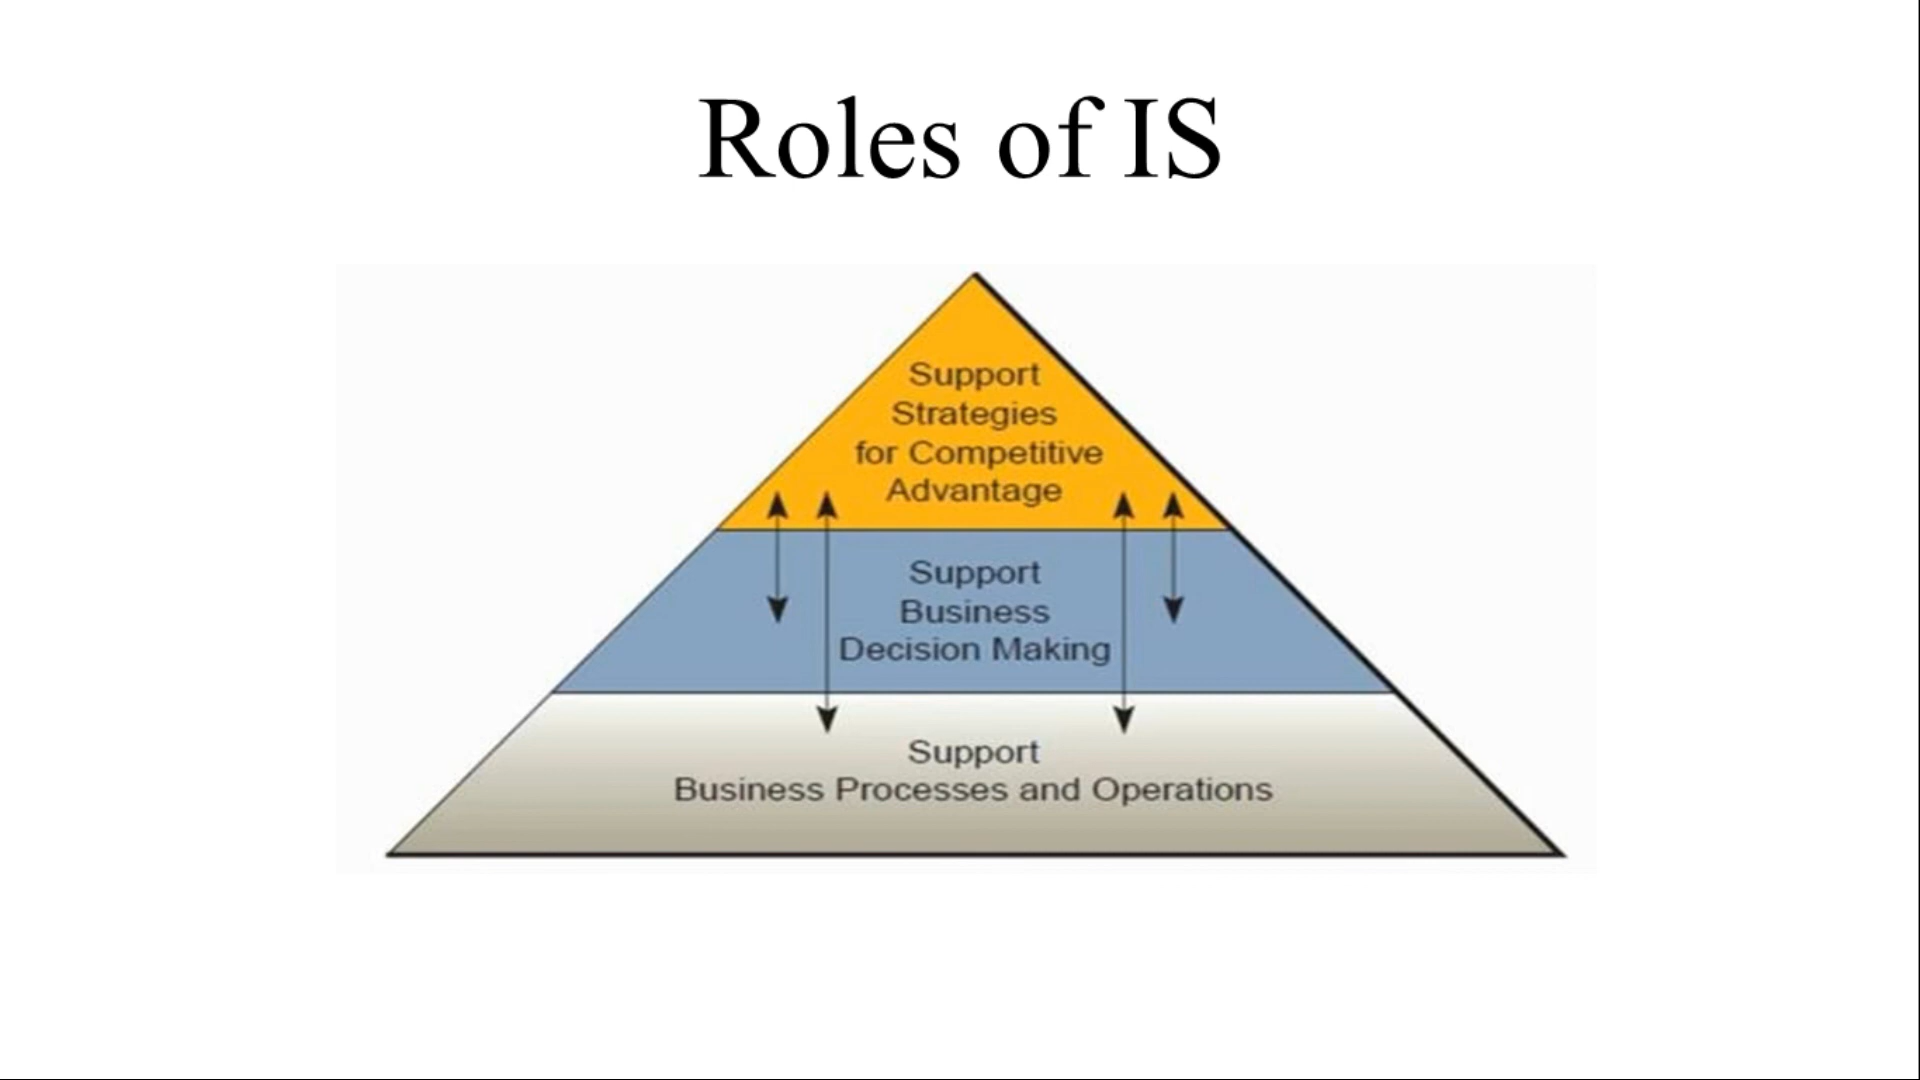 Roles of IS
Support
Strategies
for Competitive
Advantage
Support
Business
Decision Making
Support
Business Processes and Operations